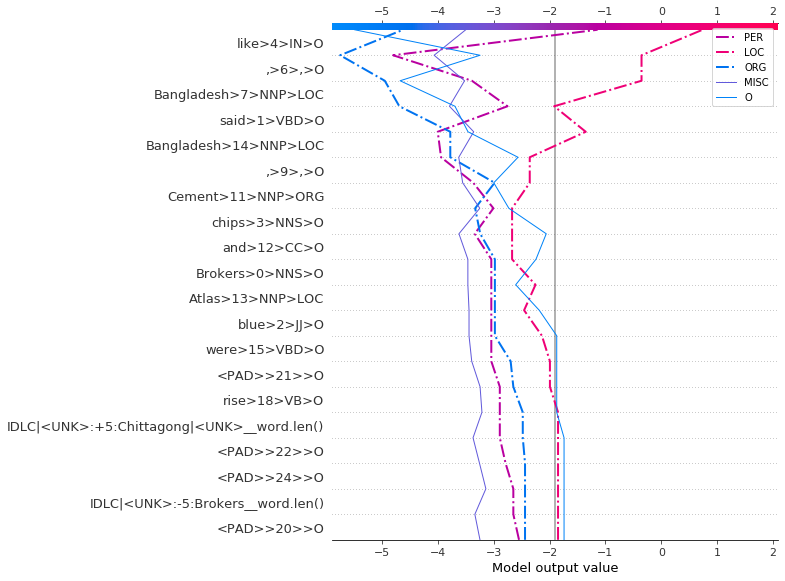 −5 −4 −3 −2 −1 0 1 2
PER
LOC
ORG
MISC
O
like>4>IN>O
,>6>,>O
Bangladesh>7>NNP>LOC
said>1>VBD>O
Bangladesh>14>NNP>LOC
,>9>,>O
Cement>11>NNP>ORG
chips>3>NNS>O
and>12>CC>O
Brokers>0>NNS>O
Atlas>13>NNP>LOC
blue>2>JJ>O
were>15>VBD>O
<PAD>>21>>O
rise>18>VB>O
IDLC|<UNK>:+5:Chittagong|<UNK>__word.len()
<PAD>>22>>O
<PAD>>24>>O
IDLC|<UNK>:-5:Brokers__word.len()
<PAD>>20>>O
−5 −4 −3 −2 −1 0 1 2
Model output value